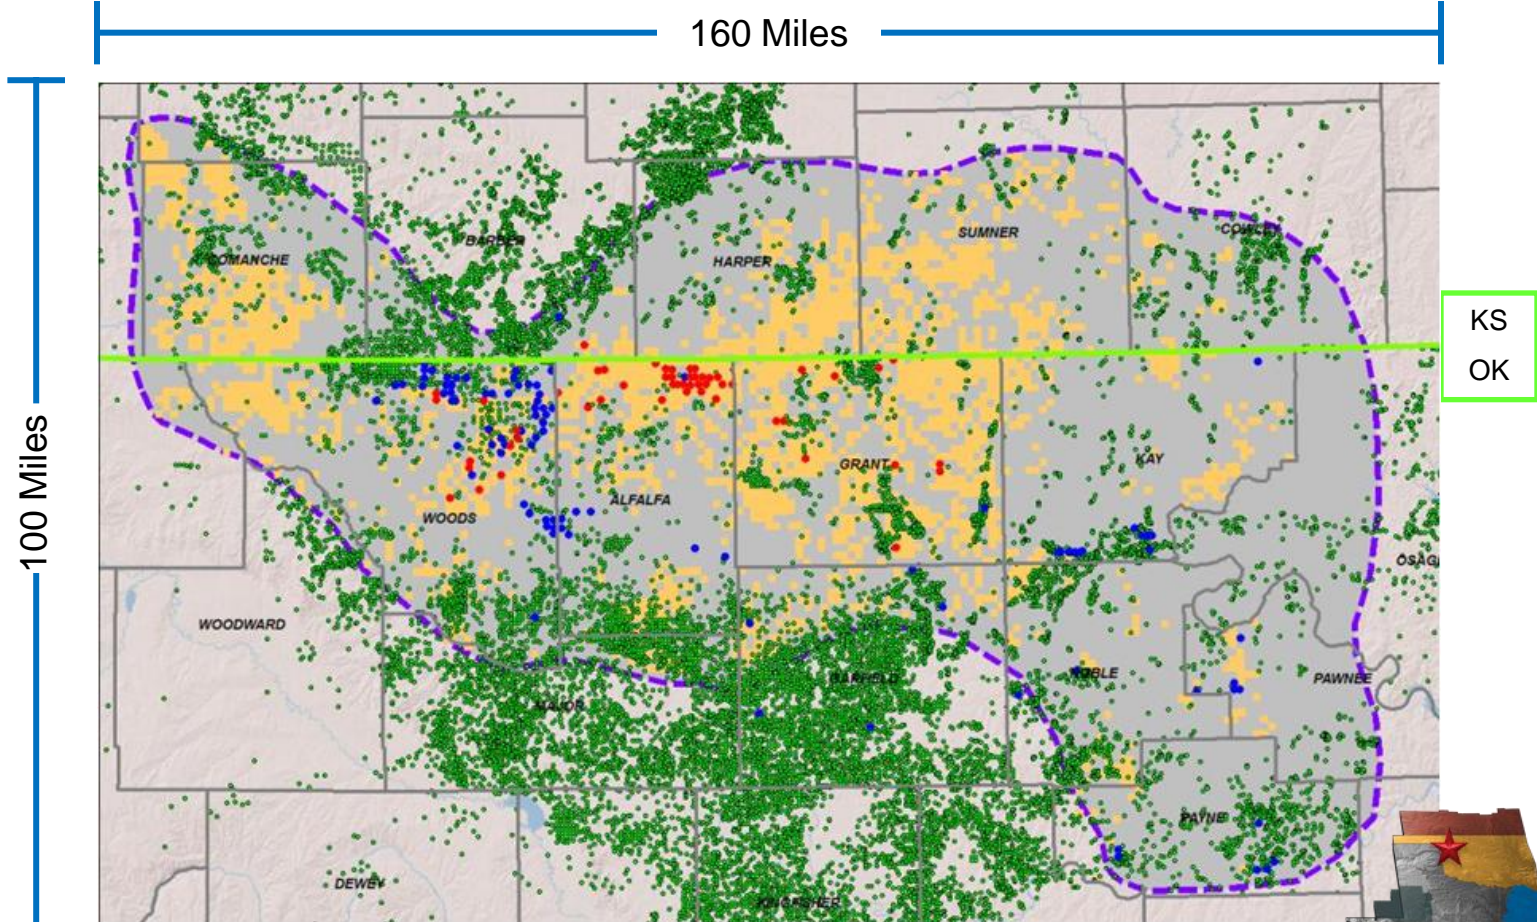 160 Miles
100 Miles
BARBER
COMANCHE
HARPER
SUMNER
COWLEY
KS
OK
WOODS
ALFALFA
GRANT
KAY
OSAG
WOODWARD
MAJOR
GARFIELD
NOBLE
PAWNEE
PAYNE
DEWEY
KINGFISHER